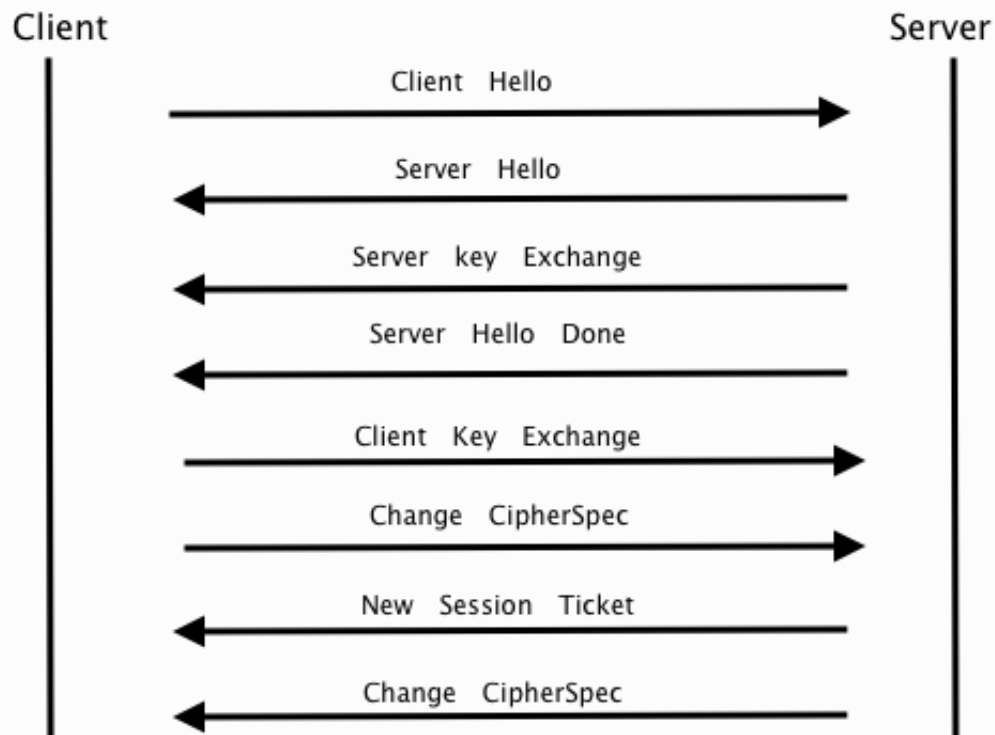 Client
Server
Client Hello
Server Hello
Server key Exchange
Server Hello Done
Client Key Exchange
Change CipherSpec
New Session Ticket
Change CipherSpec